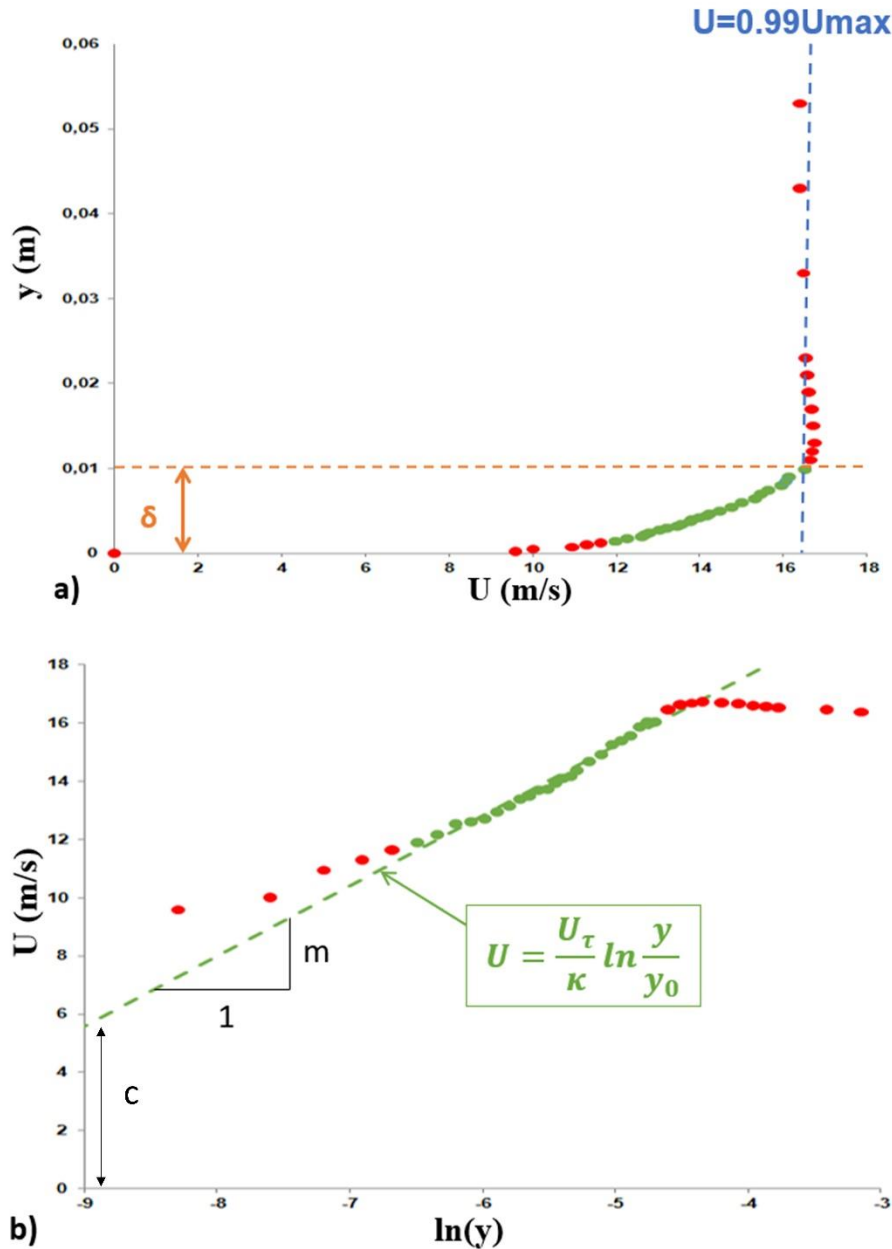 U=0.99Umax
0,06
0,05
0,04
0,03
0,02
0,01
0
y (m)
δ
0 2 4 6 8 10 12 14 16 18
a)
U (m/s)
18
16
14
12
10
8
6
4
2
0
U (m/s)
m
1
c
U = U_τ/κ ln y/y₀
-9 -8 -7 -6 -5 -4 -3
b)
ln(y)